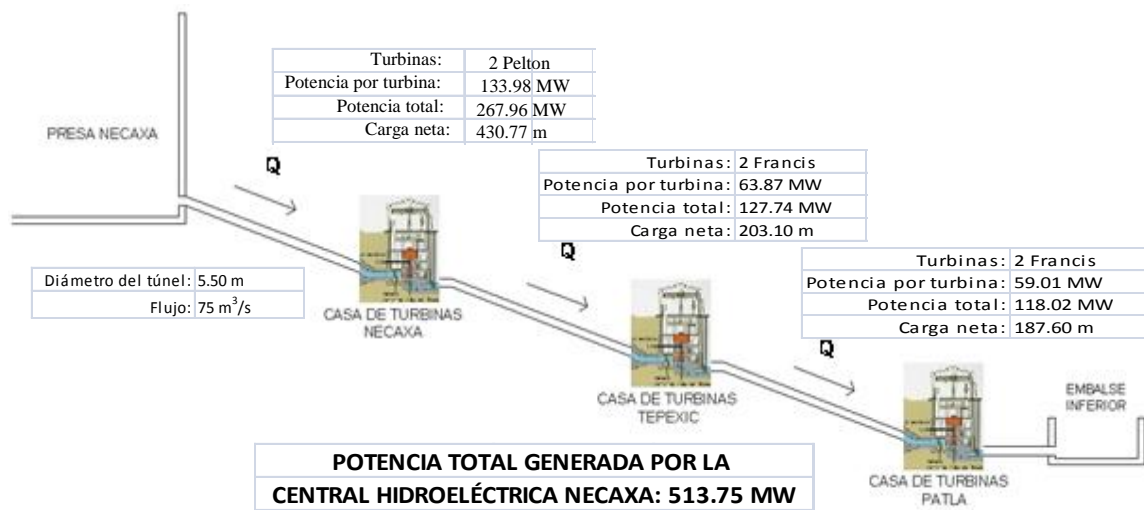 Turbinas: 2 Pelton
Potencia por turbina: 133.98 MW
Potencia total: 267.96 MW
Carga neta: 430.77 m
PRESA NECAXA
Q
Turbinas: 2 Francis
Potencia por turbina: 63.87 MW
Potencia total: 127.74 MW
Carga neta: 203.10 m
Q
Turbinas: 2 Francis
Potencia por turbina: 59.01 MW
Potencia total: 118.02 MW
Carga neta: 187.60 m
Q
Diámetro del túnel: 5.50 m
Flujo: 75 m³/s
CASA DE TURBINAS
NECAXA
CASA DE TURBINAS
TEPEXIC
EMBALSE
INFERIOR
CASA DE TURBINAS
PATLA
POTENCIA TOTAL GENERADA POR LA
CENTRAL HIDROELÉCTRICA NECAXA: 513.75 MW